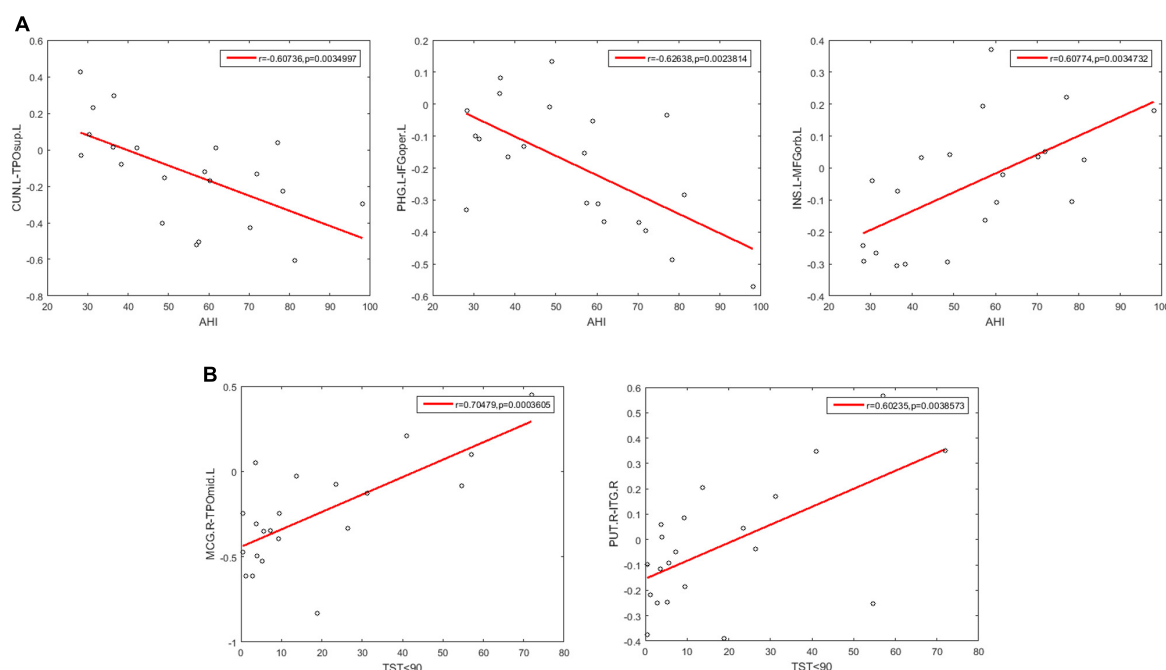 A
r=-0.60736,p=0.0034997
0.6
0.4
0.2
0
-0.2
-0.4
-0.6
-0.8
CUN.L-TPOsup.L
20 30 40 50 60 70 80 90 100
AHI
r=-0.62638,p=0.0023814
0.2
0.1
0
-0.1
-0.2
-0.3
-0.4
-0.5
-0.6
PHG.L-IFGoper.L
20 30 40 50 60 70 80 90 100
AHI
r=0.60774,p=0.0034732
0.4
0.3
0.2
0.1
0
-0.1
-0.2
-0.3
-0.4
INS.L-MFGorb.L
20 30 40 50 60 70 80 90 100
AHI
B
r=0.70479,p=0.0003605
0.5
0
-0.5
-1
MCG.R-TPOmid.L
0 10 20 30 40 50 60 70 80
TST<90
r=0.60235,p=0.0038573
0.6
0.5
0.4
0.3
0.2
0.1
0
-0.1
-0.2
-0.3
-0.4
PUT.R-ITG.R
0 10 20 30 40 50 60 70 80
TST<90